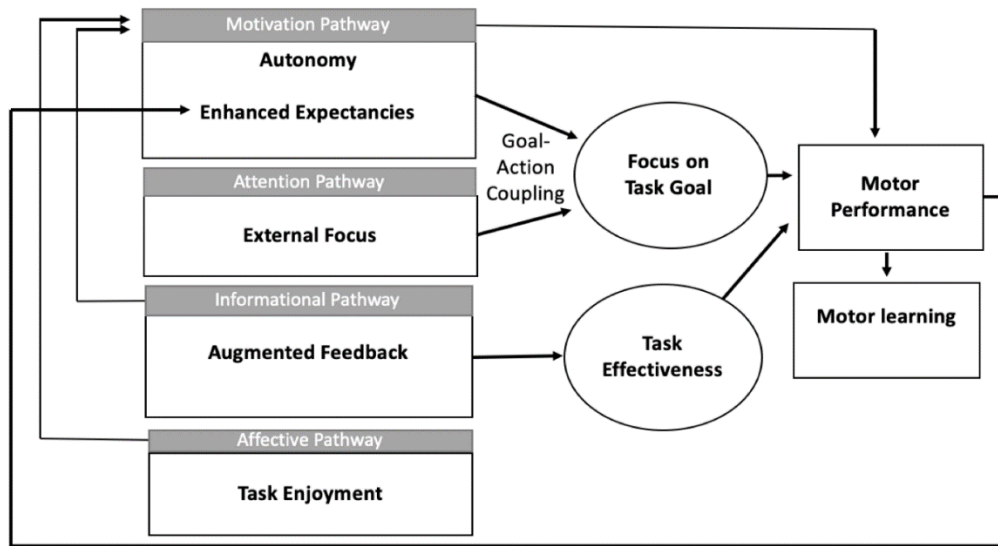 Motivation Pathway
Autonomy
Enhanced Expectancies
Goal-
Action
Coupling
Attention Pathway
External Focus
Focus on
Task Goal
Motor
Performance
Informational Pathway
Augmented Feedback
Task
Effectiveness
Motor learning
Affective Pathway
Task Enjoyment